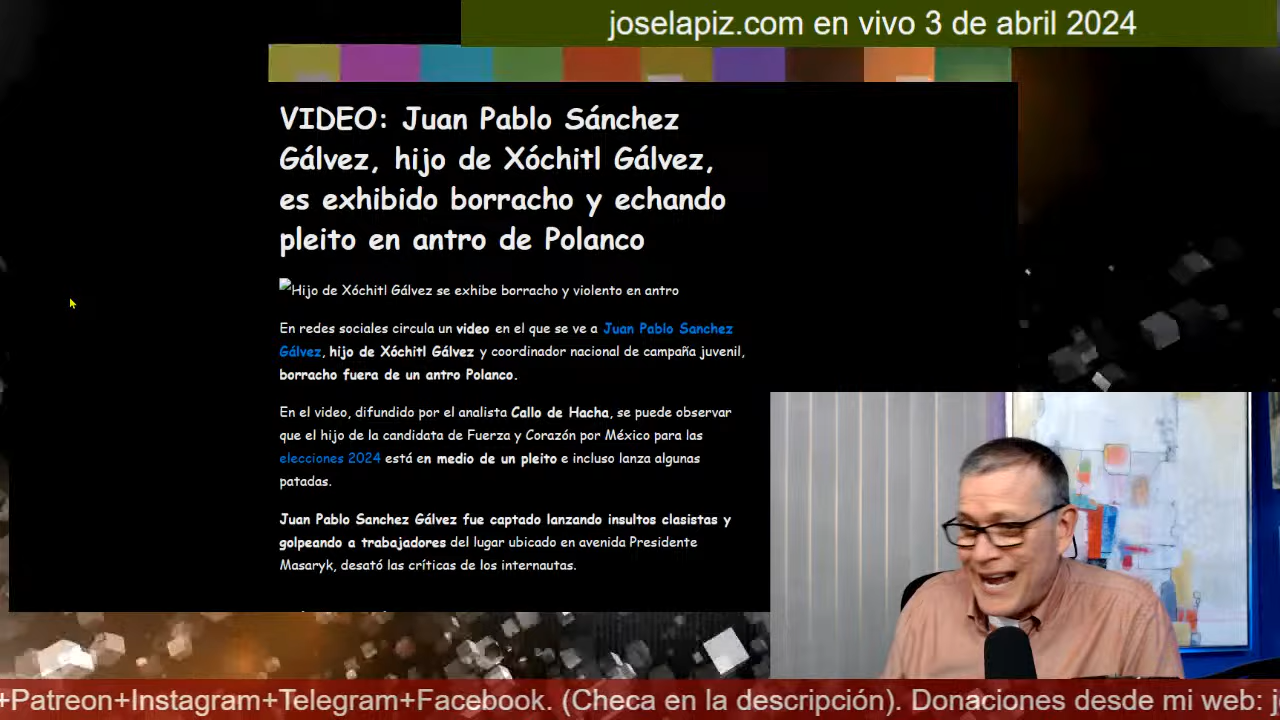 joselapiz.com en vivo 3 de abril 2024
VIDEO: Juan Pablo Sánchez
Gálvez, hijo de Xóchitl Gálvez,
es exhibido borracho y echando
pleito en antro de Polanco
Hijo de Xóchitl Gálvez se exhibe borracho y violento en antro
En redes sociales circula un video en el que se ve a Juan Pablo Sanchez
Gálvez, hijo de Xóchitl Gálvez y coordinador nacional de campaña juvenil,
borracho fuera de un antro Polanco.
En el video, difundido por el analista Callo de Hacha, se puede observar
que el hijo de la candidata de Fuerza y Corazón por México para las
elecciones 2024 está en medio de un pleito e incluso lanza algunas
patadas.
Juan Pablo Sanchez Gálvez fue captado lanzando insultos clasistas y
golpeando a trabajadores del lugar ubicado en avenida Presidente
Masaryk, desató las críticas de los internautas.
+Patreon+Instagram+Telegram+Facebook. (Checa en la descripción). Donaciones desde mi web: j